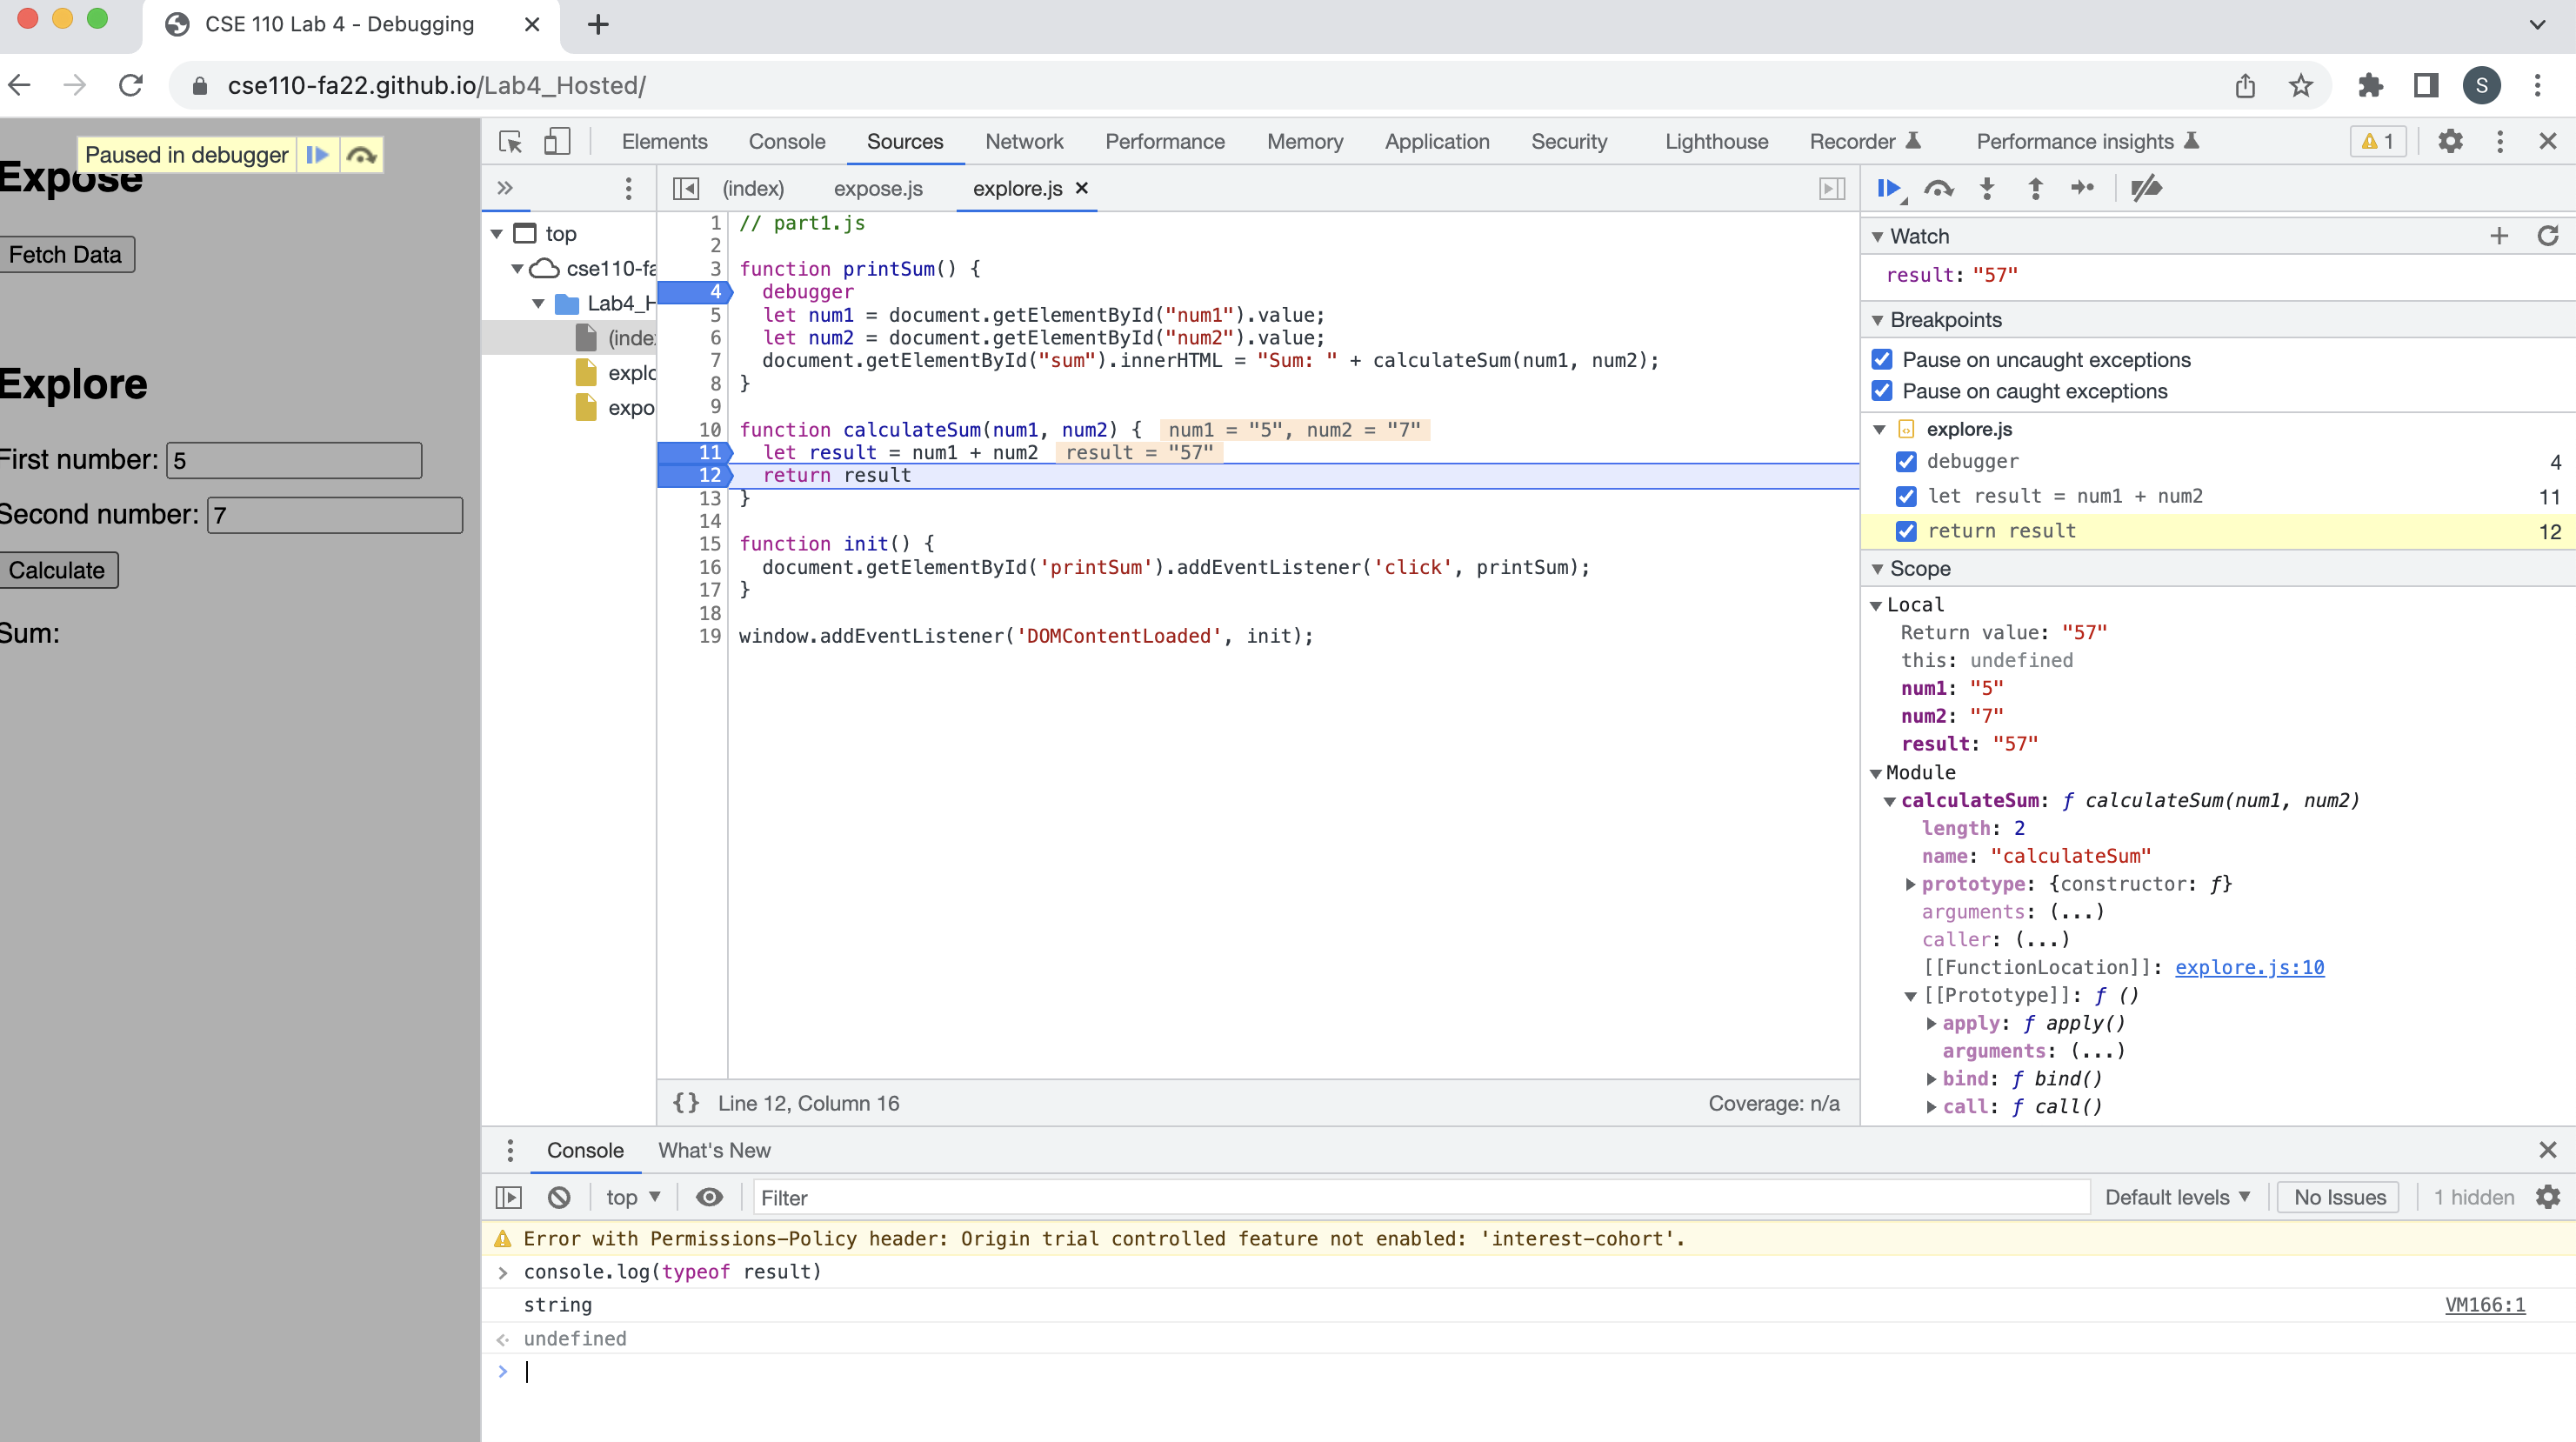 CSE 110 Lab 4 - Debugging
cse110-fa22.github.io/Lab4_Hosted/
S
Paused in debugger
Expose
Fetch Data
Explore
First number: 5
Second number: 7
Calculate
Sum:
Elements Console Sources Network Performance Memory Application Security Lighthouse Recorder Performance insights 1
(index) expose.js explore.js
top
cse110-fa
Lab4_H
(inde
explo
expo
1 // part1.js
2
3 function printSum() {
4 debugger
5 let num1 = document.getElementById("num1").value;
6 let num2 = document.getElementById("num2").value;
7 document.getElementById("sum").innerHTML = "Sum: " + calculateSum(num1, num2);
8 }
9
10 function calculateSum(num1, num2) { num1 = "5", num2 = "7"
11 let result = num1 + num2 result = "57"
12 return result
13 }
14
15 function init() {
16 document.getElementById('printSum').addEventListener('click', printSum);
17 }
18
19 window.addEventListener('DOMContentLoaded', init);
{} Line 12, Column 16 Coverage: n/a
Watch
result: "57"
Breakpoints
Pause on uncaught exceptions
Pause on caught exceptions
explore.js
debugger 4
let result = num1 + num2 11
return result 12
Scope
Local
Return value: "57"
this: undefined
num1: "5"
num2: "7"
result: "57"
Module
calculateSum: ƒ calculateSum(num1, num2)
length: 2
name: "calculateSum"
prototype: {constructor: ƒ}
arguments: (...)
caller: (...)
[[FunctionLocation]]: explore.js:10
[[Prototype]]: ƒ ()
apply: ƒ apply()
arguments: (...)
bind: ƒ bind()
call: ƒ call()
Console What's New
top Filter Default levels No Issues 1 hidden
Error with Permissions-Policy header: Origin trial controlled feature not enabled: 'interest-cohort'.
console.log(typeof result)
string VM166:1
undefined